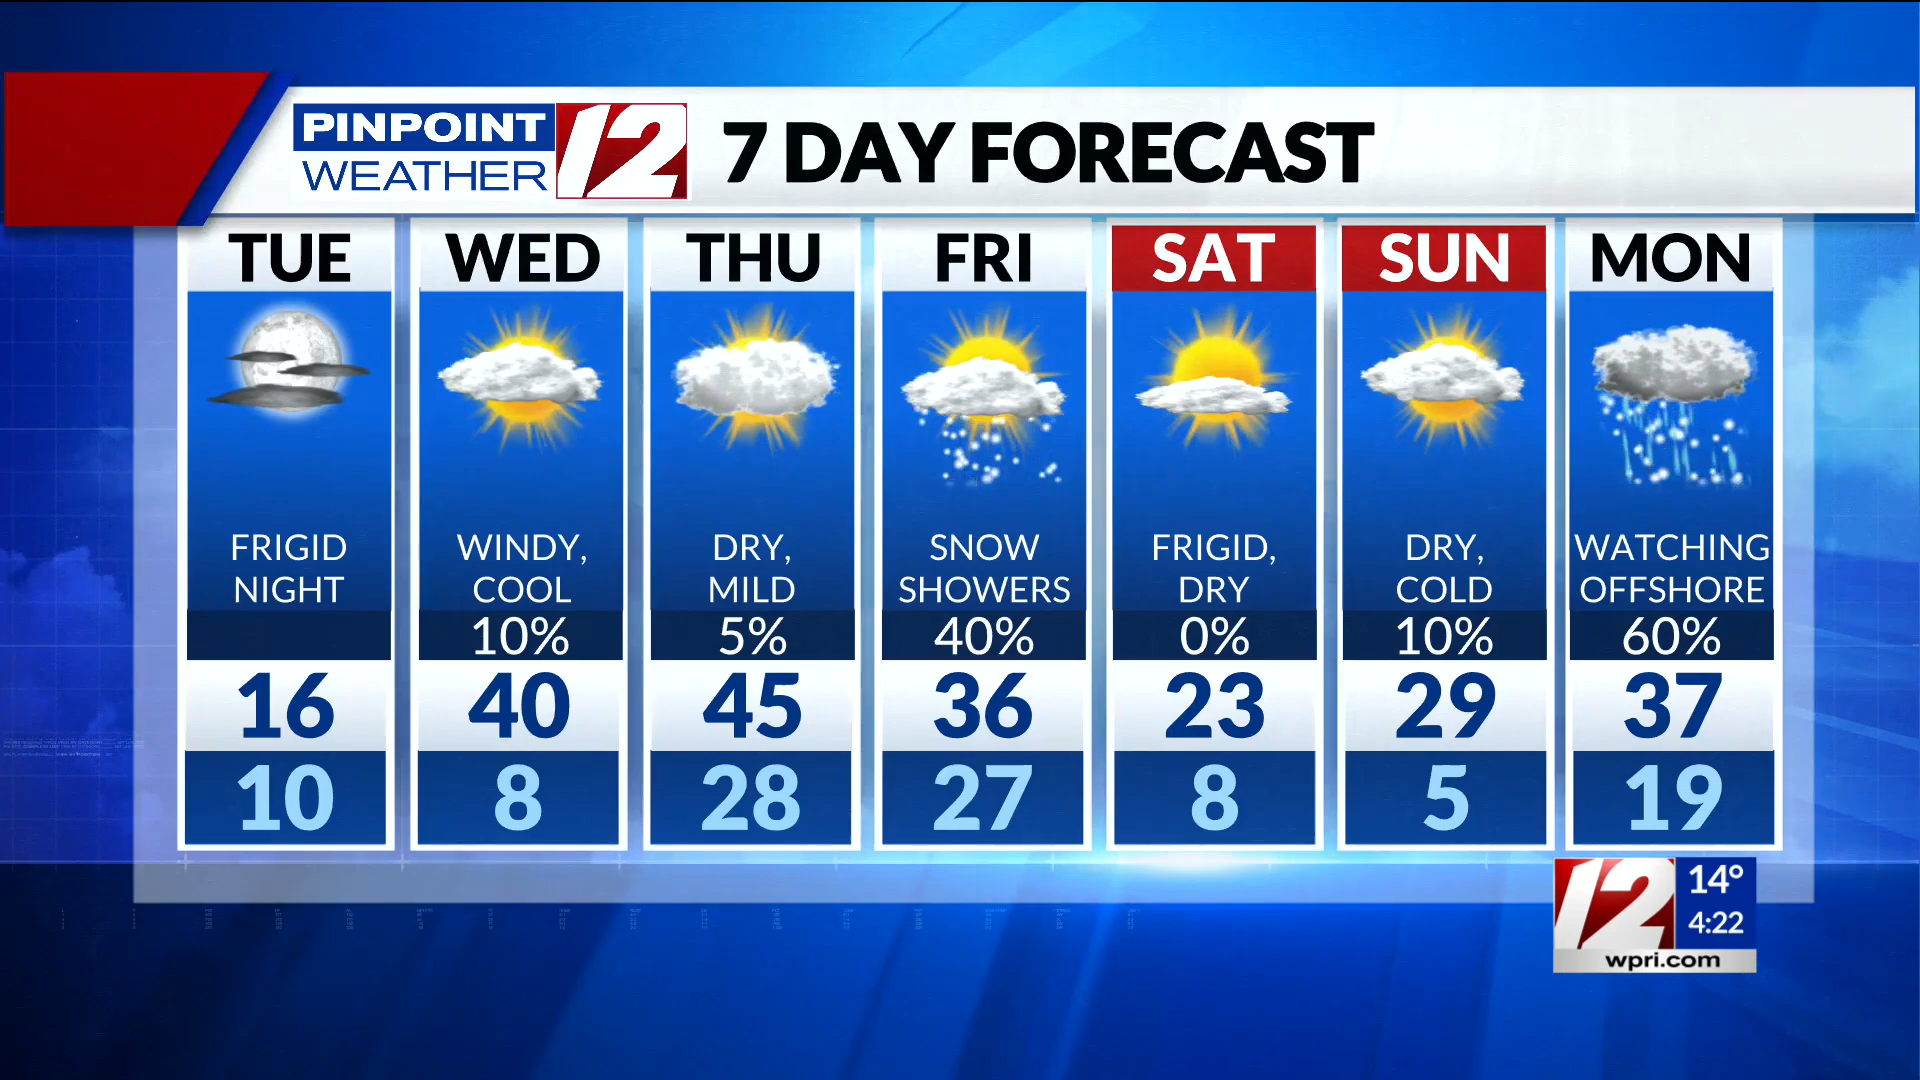 PINPOINT
WEATHER
12
7 DAY FORECAST
TUE
FRIGID
NIGHT
16
10
WED
WINDY,
COOL
10%
40
8
THU
DRY,
MILD
5%
45
28
FRI
SNOW
SHOWERS
40%
36
27
SAT
FRIGID,
DRY
0%
23
8
SUN
DRY,
COLD
10%
29
5
MON
WATCHING
OFFSHORE
60%
37
19
12
14°
4:22
wpri.com